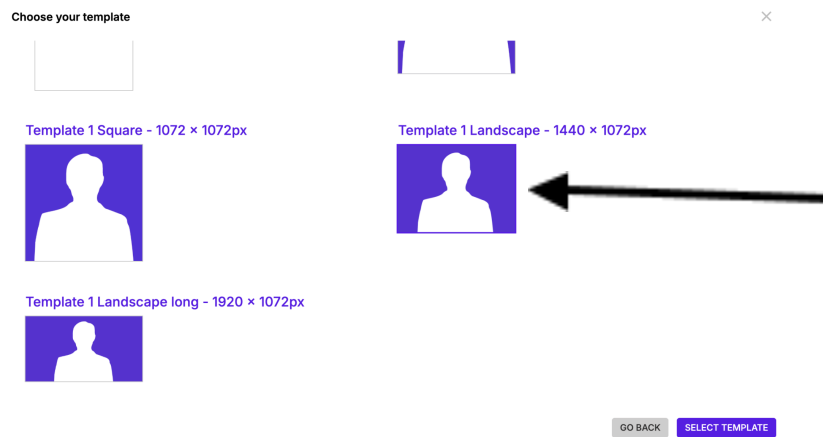 Choose your template
Template 1 Square - 1072 × 1072px
Template 1 Landscape - 1440 × 1072px
Template 1 Landscape long - 1920 × 1072px
GO BACK
SELECT TEMPLATE